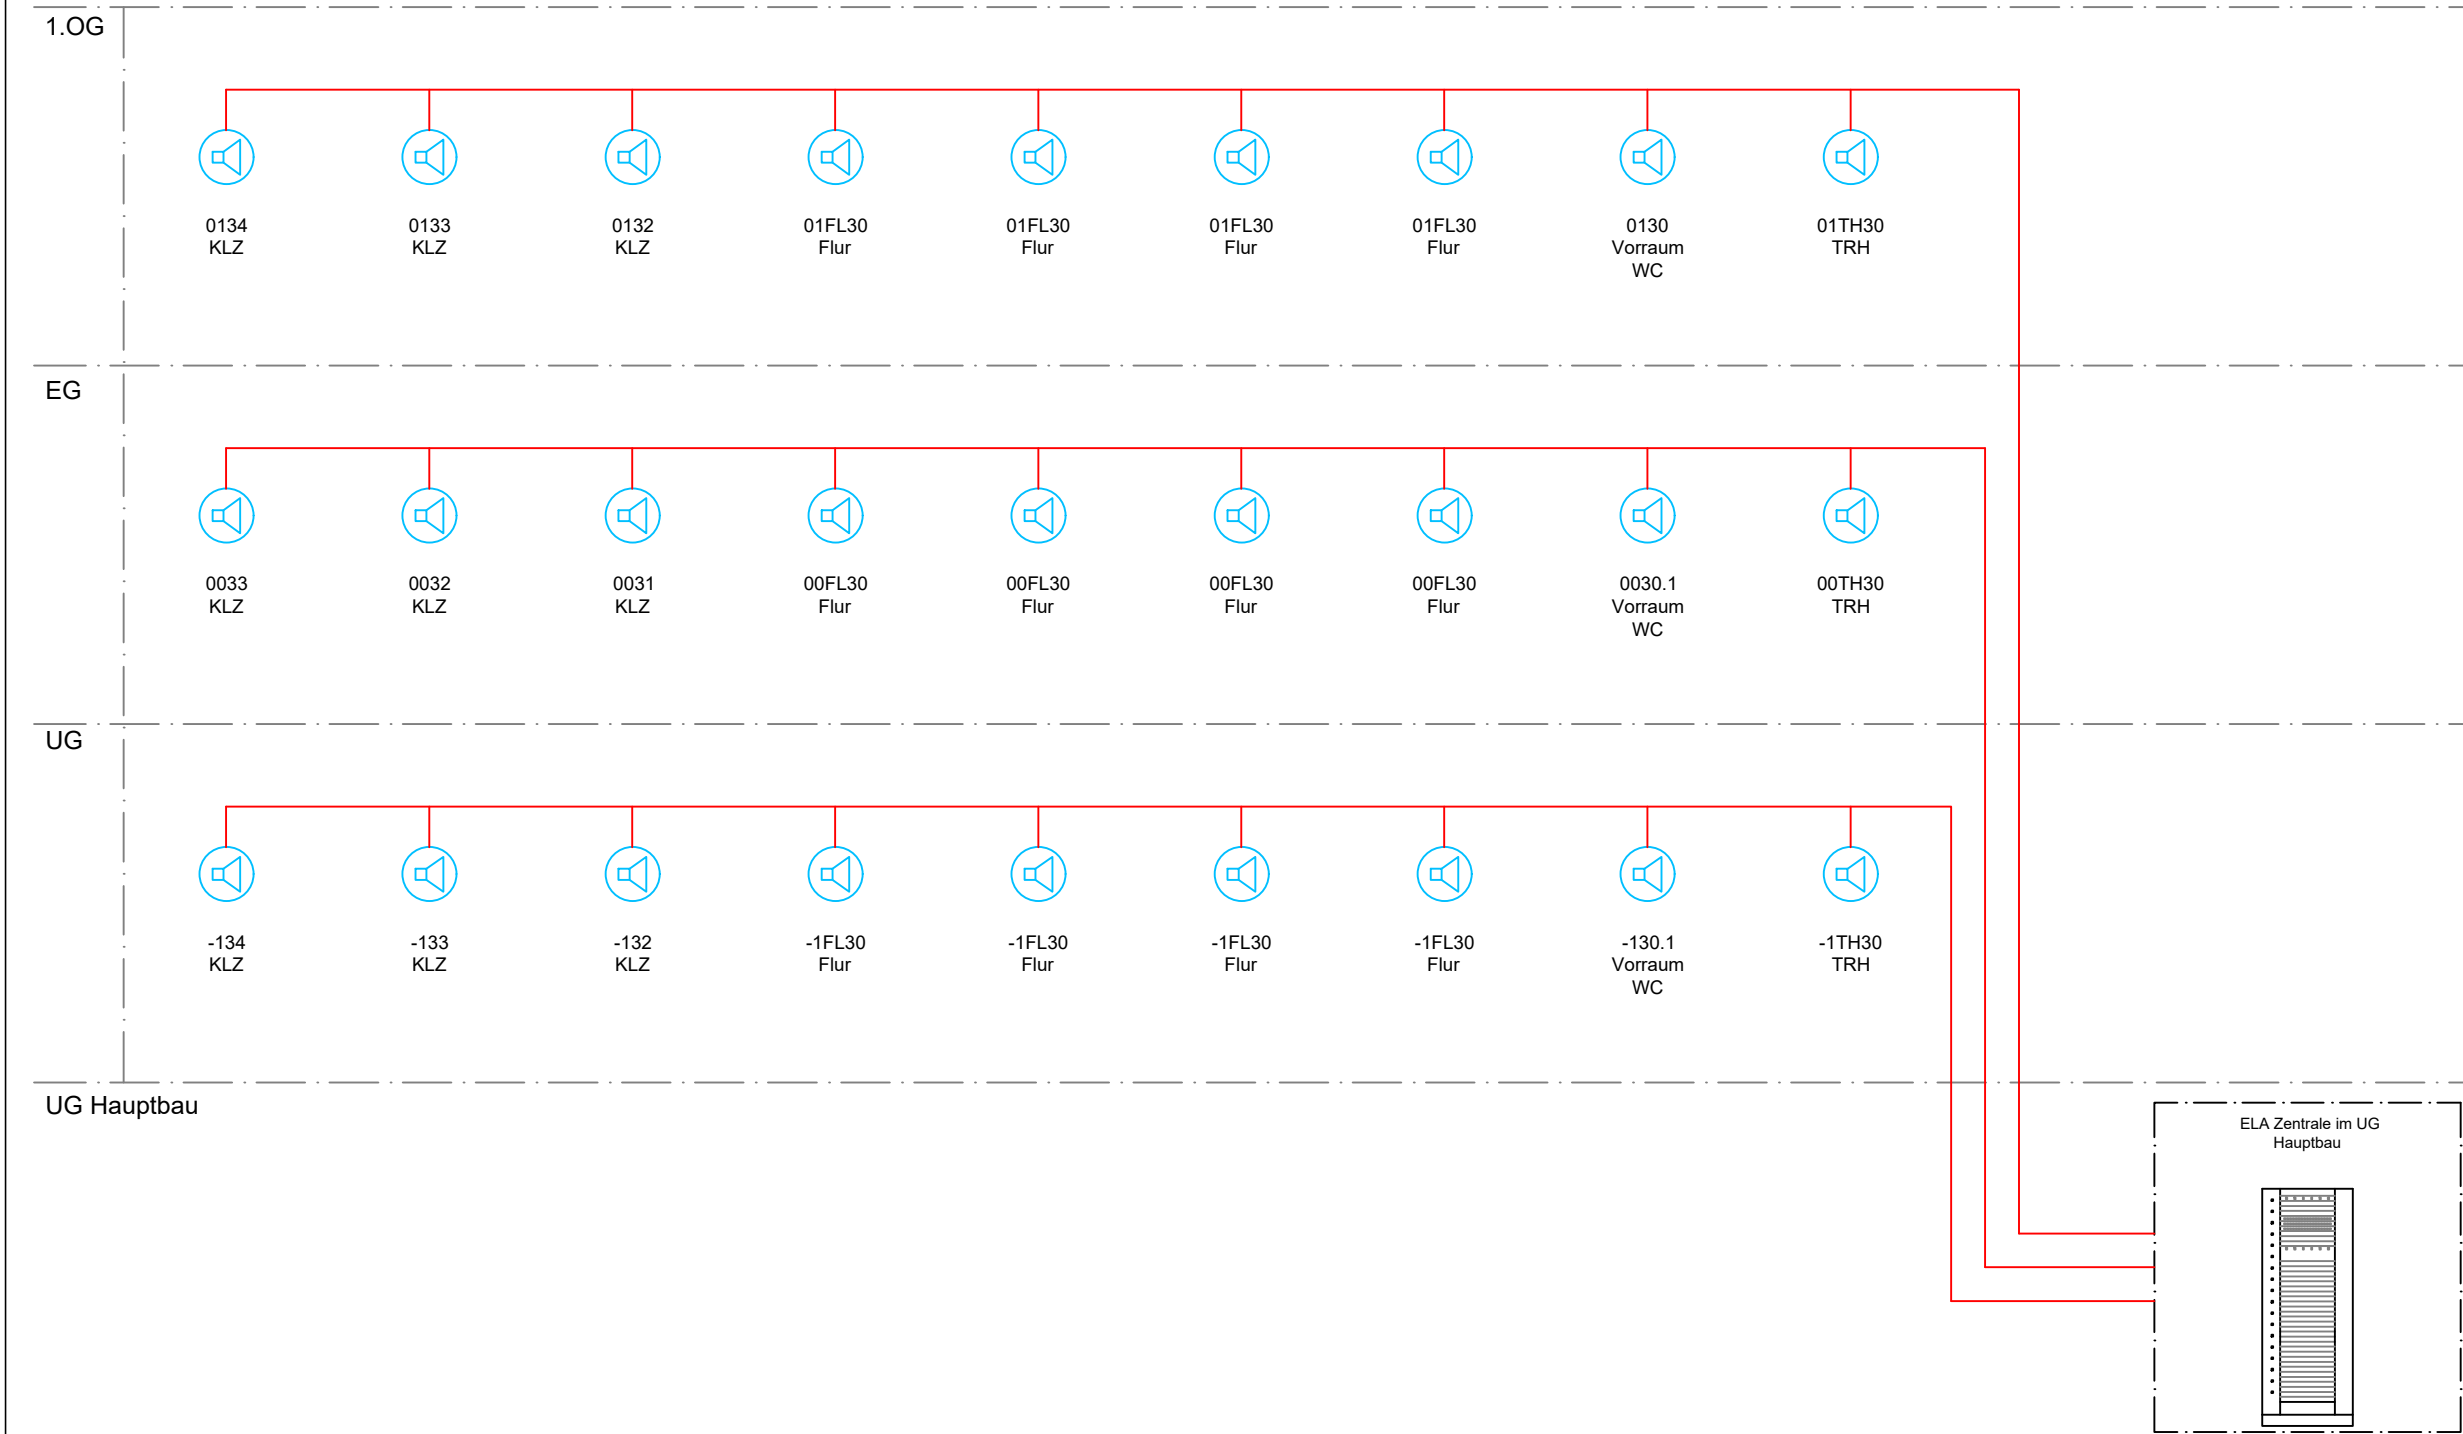 1.OG
0134
KLZ
0133
KLZ
0132
KLZ
01FL30
Flur
01FL30
Flur
01FL30
Flur
01FL30
Flur
0130
Vorraum
WC
01TH30
TRH
EG
0033
KLZ
0032
KLZ
0031
KLZ
00FL30
Flur
00FL30
Flur
00FL30
Flur
00FL30
Flur
0030.1
Vorraum
WC
00TH30
TRH
UG
-134
KLZ
-133
KLZ
-132
KLZ
-1FL30
Flur
-1FL30
Flur
-1FL30
Flur
-1FL30
Flur
-130.1
Vorraum
WC
-1TH30
TRH
UG Hauptbau
ELA Zentrale im UG
Hauptbau